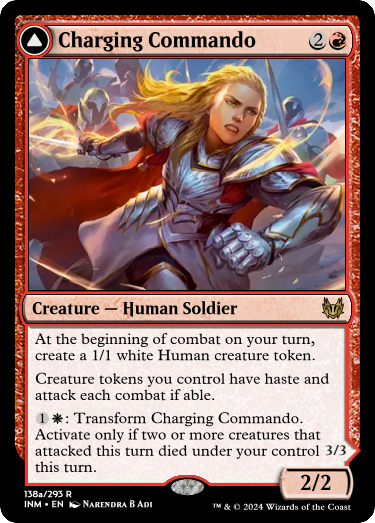 Charging Commando 2
Creature — Human Soldier
At the beginning of combat on your turn,
create a 1/1 white Human creature token.
Creature tokens you control have haste and
attack each combat if able.
1 : Transform Charging Commando.
Activate only if two or more creatures that
attacked this turn died under your control
this turn.
3/3
2/2
138a/293 R
INM • EN Narendra B Adi
™ & © 2024 Wizards of the Coast